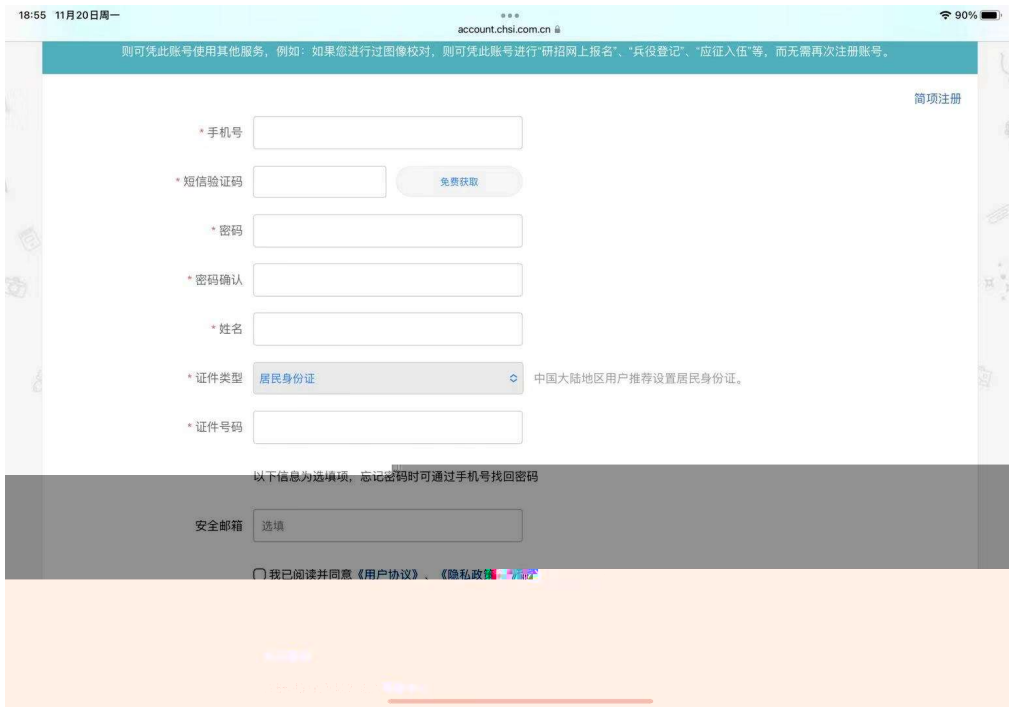 18:55 11月20日周一
90%
account.chsi.com.cn
则可凭此账号使用其他服务，例如：如果您进行过图像校对，则可凭此账号进行“研招网上报名”、“兵役登记”、“应征入伍”等，而无需再次注册账号。
简项注册
* 手机号
* 短信验证码 免费获取
* 密码
* 密码确认
* 姓名
* 证件类型 居民身份证 中国大陆地区用户推荐设置居民身份证。
* 证件号码
以下信息为选填项，忘记密码时可通过手机号找回密码
安全邮箱 选填
我已阅读并同意《用户协议》、《隐私政策